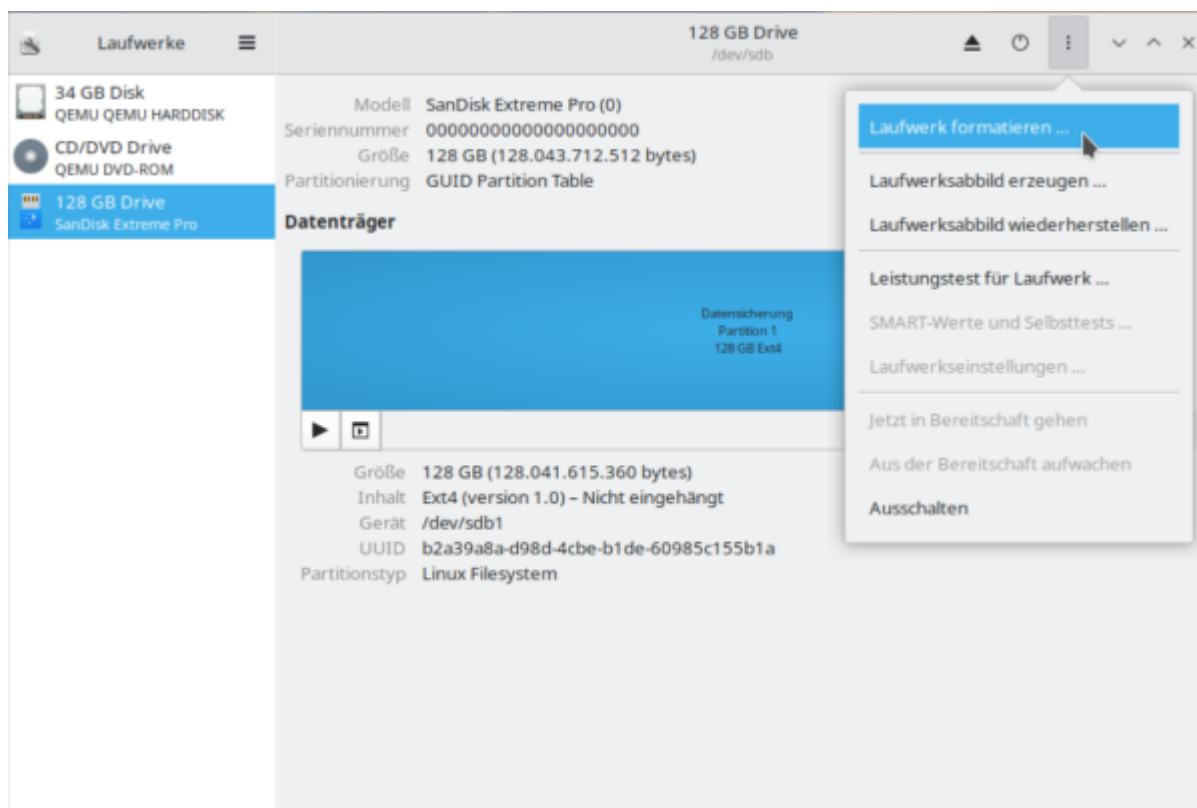 Laufwerke
128 GB Drive
/dev/sdb
34 GB Disk
QEMU QEMU HARDDISK
CD/DVD Drive
QEMU DVD-ROM
128 GB Drive
SanDisk Extreme Pro
Modell SanDisk Extreme Pro (0)
Seriennummer 00000000000000000000
Größe 128 GB (128.043.712.512 bytes)
Partitionierung GUID Partition Table
Datenträger
Datensicherung
Partition 1
128 GB Ext4
Größe 128 GB (128.041.615.360 bytes)
Inhalt Ext4 (version 1.0) – Nicht eingehängt
Gerät /dev/sdb1
UUID b2a39a8a-d98d-4cbe-b1de-60985c155b1a
Partitionstyp Linux Filesystem
Laufwerk formatieren ...
Laufwerksabbild erzeugen ...
Laufwerksabbild wiederherstellen ...
Leistungstest für Laufwerk ...
SMART-Werte und Selbsttests ...
Laufwerkseinstellungen ...
Jetzt in Bereitschaft gehen
Aus der Bereitschaft aufwachen
Ausschalten